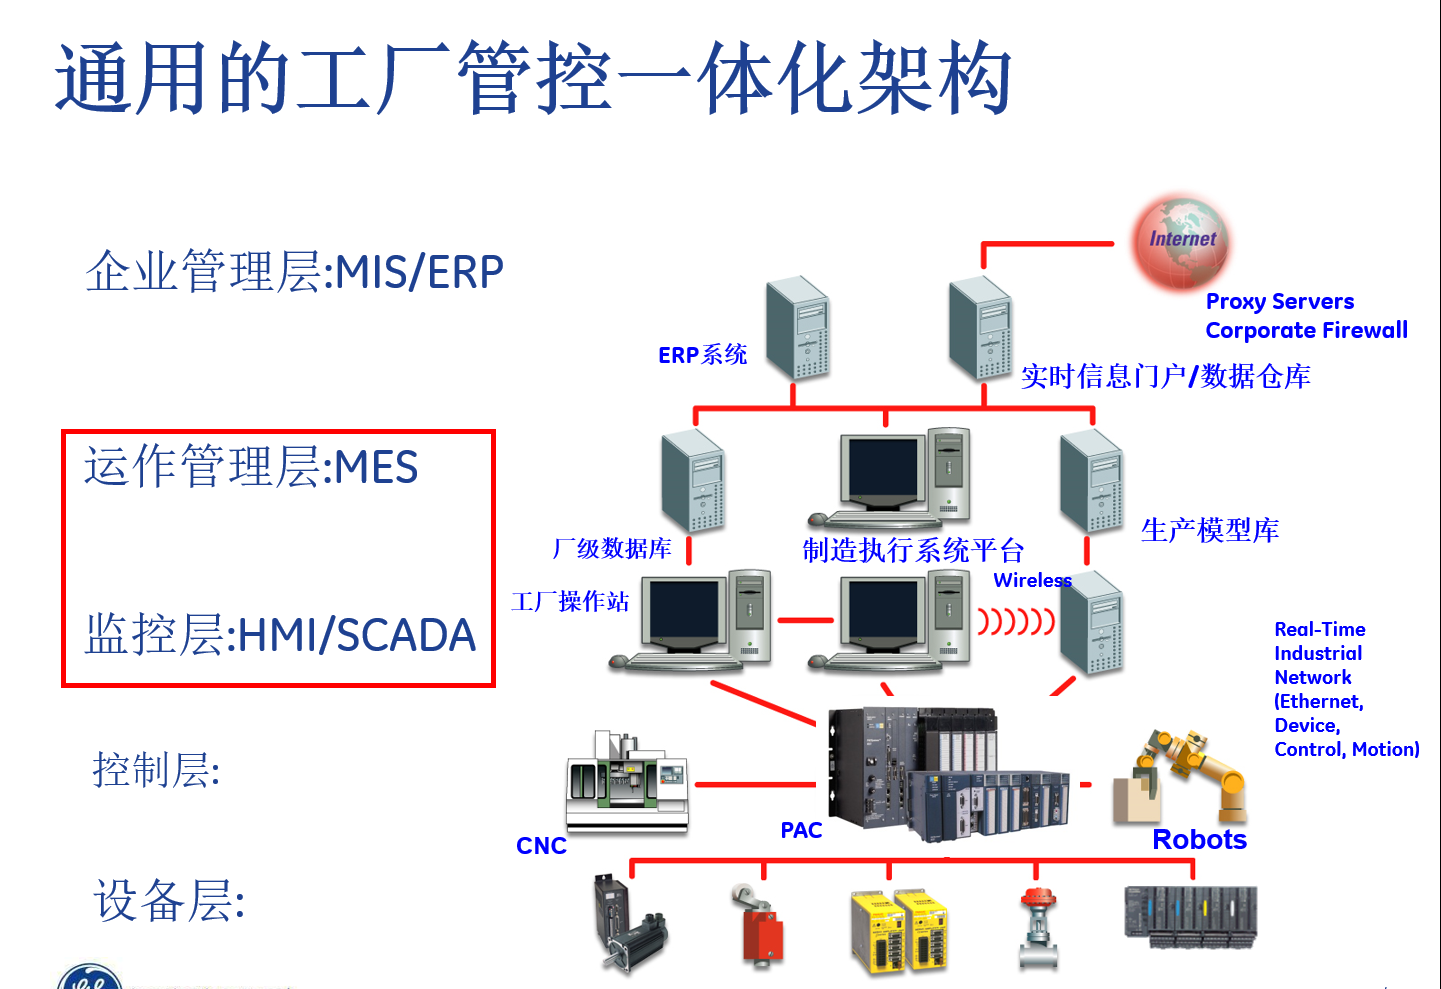 通用的工厂管控一体化架构
企业管理层:MIS/ERP
Internet
Proxy Servers
Corporate Firewall
ERP系统
实时信息门户/数据仓库
运作管理层:MES
厂级数据库
制造执行系统平台
生产模型库
Wireless
工厂操作站
监控层:HMI/SCADA
Real-Time
Industrial
Network
(Ethernet,
Device,
Control, Motion)
控制层:
CNC
PAC
Robots
设备层: